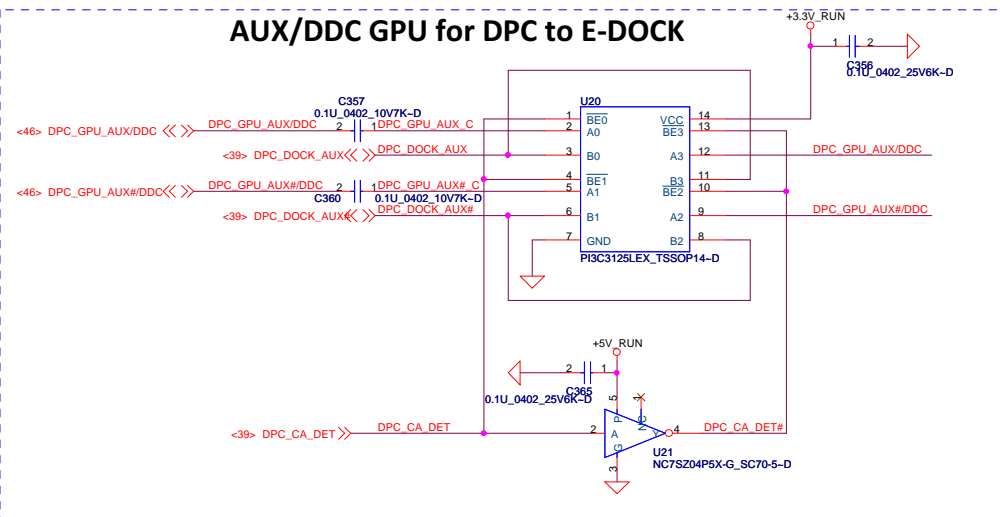 AUX/DDC GPU for DPC to E-DOCK
+3.3V_RUN
1 2
C356
0.1U_0402_25V6K~D
C357
0.1U_0402_10V7K~D
U20
<46> DPC_GPU_AUX/DDC DPC_GPU_AUX/DDC 2 1 DPC_GPU_AUX_C
<39> DPC_DOCK_AUX DPC_DOCK_AUX
<46> DPC_GPU_AUX#/DDC DPC_GPU_AUX#/DDC 2 1 DPC_GPU_AUX#_C
C360 0.1U_0402_10V7K~D
<39> DPC_DOCK_AUX# DPC_DOCK_AUX#
1 BE0 VCC 14
2 A0 BE3 13
3 B0 A3 12 DPC_GPU_AUX/DDC
4 BE1 B3 11
5 A1 BE2 10
6 B1 A2 9 DPC_GPU_AUX#/DDC
7 GND B2 8
PI3C3125LEX_TSSOP14~D
+5V_RUN
2 1
C365
0.1U_0402_25V6K~D
5 1
P NC
<39> DPC_CA_DET DPC_CA_DET 2 A Y 4 DPC_CA_DET#
G
3
U21
NC7SZ04P5X-G_SC70-5~D